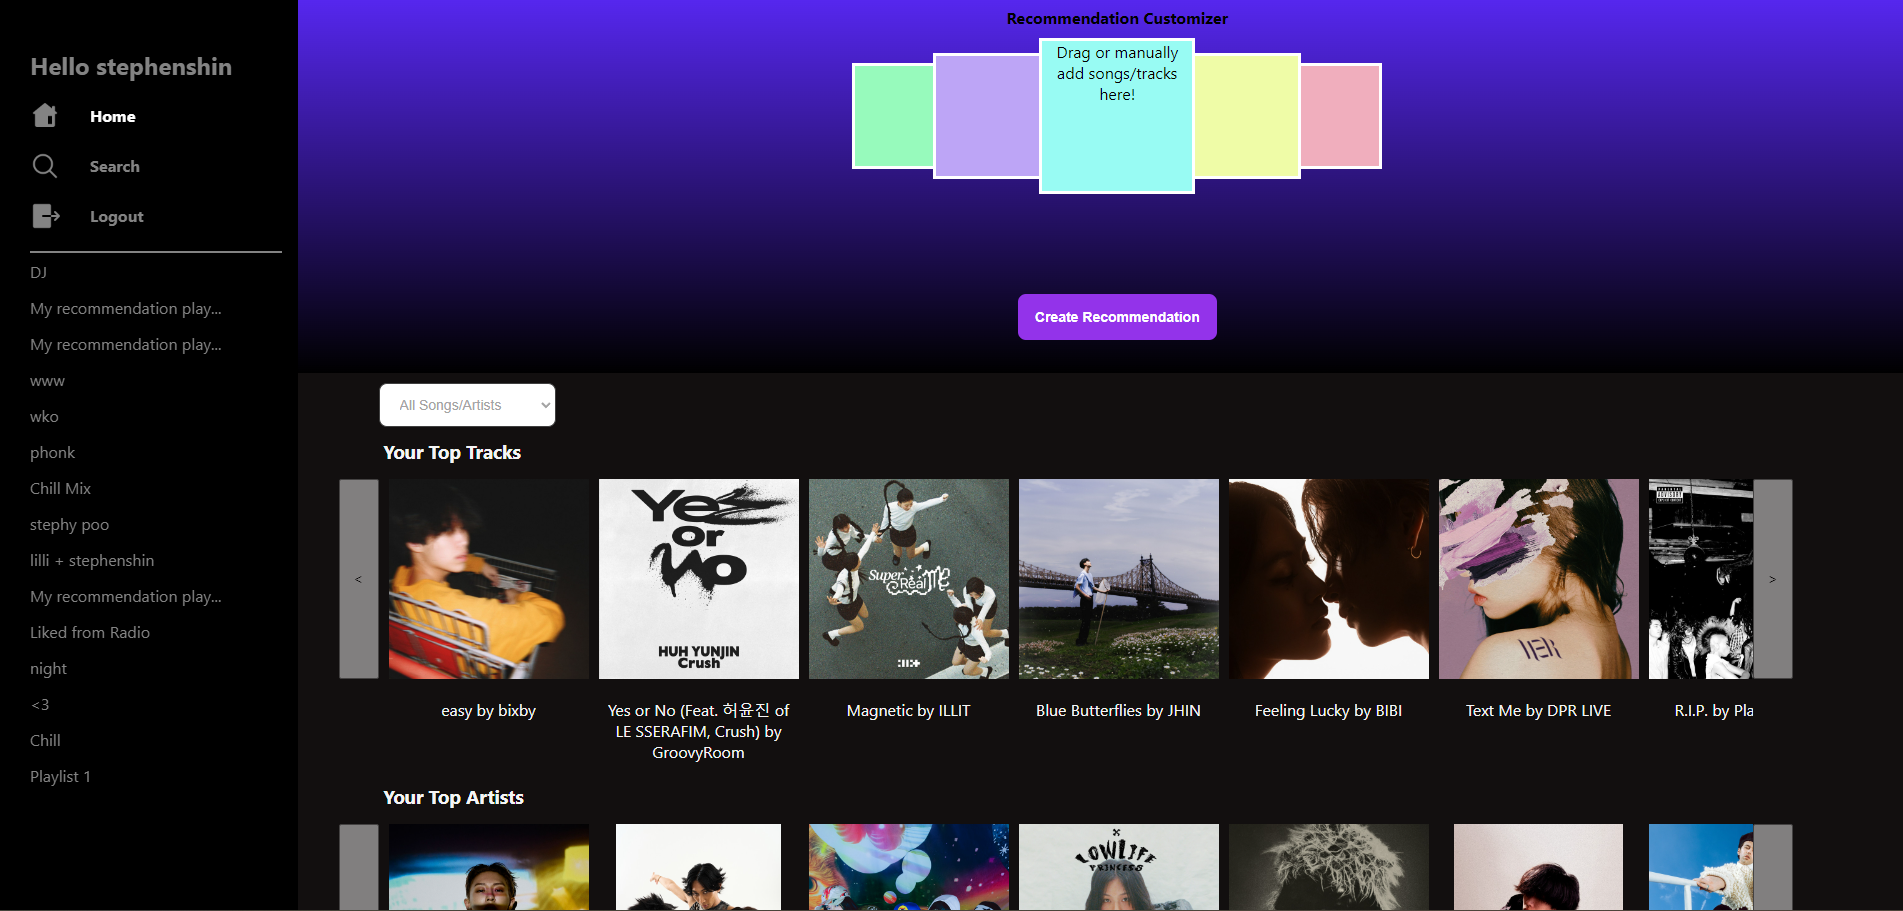 Hello stephenshin
Home
Search
Logout
DJ
My recommendation play...
My recommendation play...
www
wko
phonk
Chill Mix
stephy poo
lilli + stephenshin
My recommendation play...
Liked from Radio
night
<3
Chill
Playlist 1
Recommendation Customizer
Drag or manually
add songs/tracks
here!
Create Recommendation
All Songs/Artists
Your Top Tracks
<
Yes
or
No
HUH YUNJIN
Crush
Super
Real ME
LOWLIFE
PRINCESS
>
easy by bixby
Yes or No (Feat. 허윤진 of
LE SSERAFIM, Crush) by
GroovyRoom
Magnetic by ILLIT
Blue Butterflies by JHIN
Feeling Lucky by BIBI
Text Me by DPR LIVE
R.I.P. by Pla
Your Top Artists